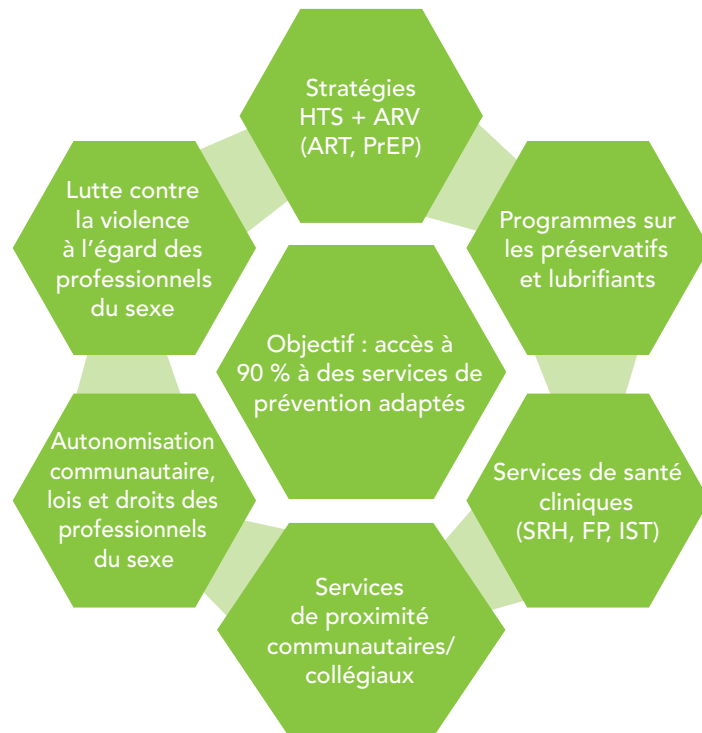 Stratégies
HTS + ARV
(ART, PrEP)
Lutte contre
la violence
à l'égard des
professionnels
du sexe
Programmes sur
les préservatifs
et lubrifiants
Objectif : accès à
90 % à des services de
prévention adaptés
Autonomisation
communautaire,
lois et droits des
professionnels
du sexe
Services de santé
cliniques
(SRH, FP, IST)
Services
de proximité
communautaires/
collégiaux